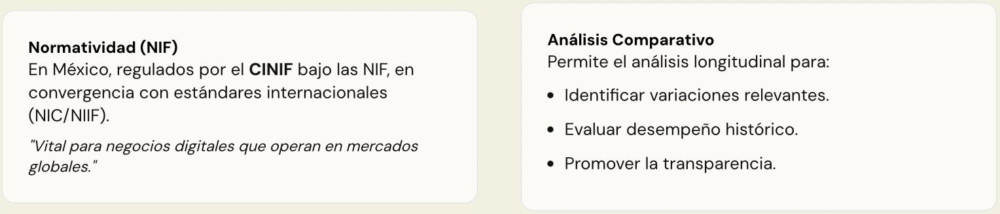 Normatividad (NIF)
En México, regulados por el CINIF bajo las NIF, en
convergencia con estándares internacionales
(NIC/NIIF).
"Vital para negocios digitales que operan en mercados
globales."
Análisis Comparativo
Permite el análisis longitudinal para:
• Identificar variaciones relevantes.
• Evaluar desempeño histórico.
• Promover la transparencia.